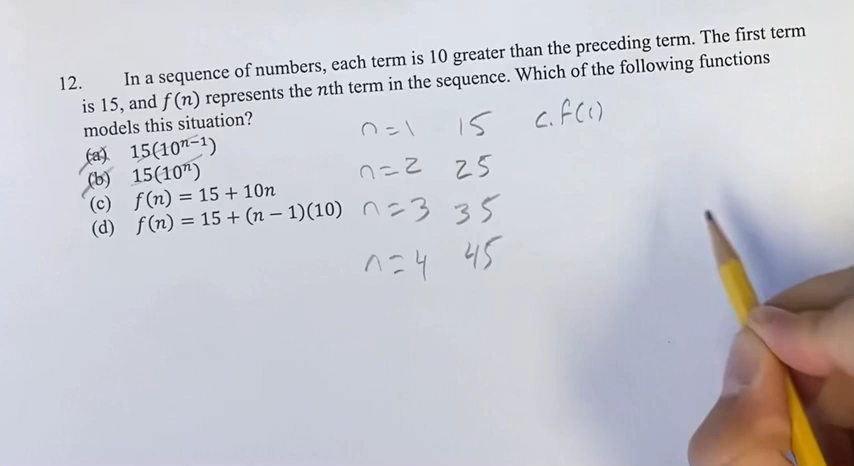 12. In a sequence of numbers, each term is 10 greater than the preceding term. The first term
is 15, and f(n) represents the nth term in the sequence. Which of the following functions
models this situation?
(a) 15(10ⁿ⁻¹)
(b) 15(10ⁿ)
(c) f(n) = 15 + 10n
(d) f(n) = 15 + (n − 1)(10)
n=1 15 c. f(1)
n=2 25
n=3 35
n=4 45